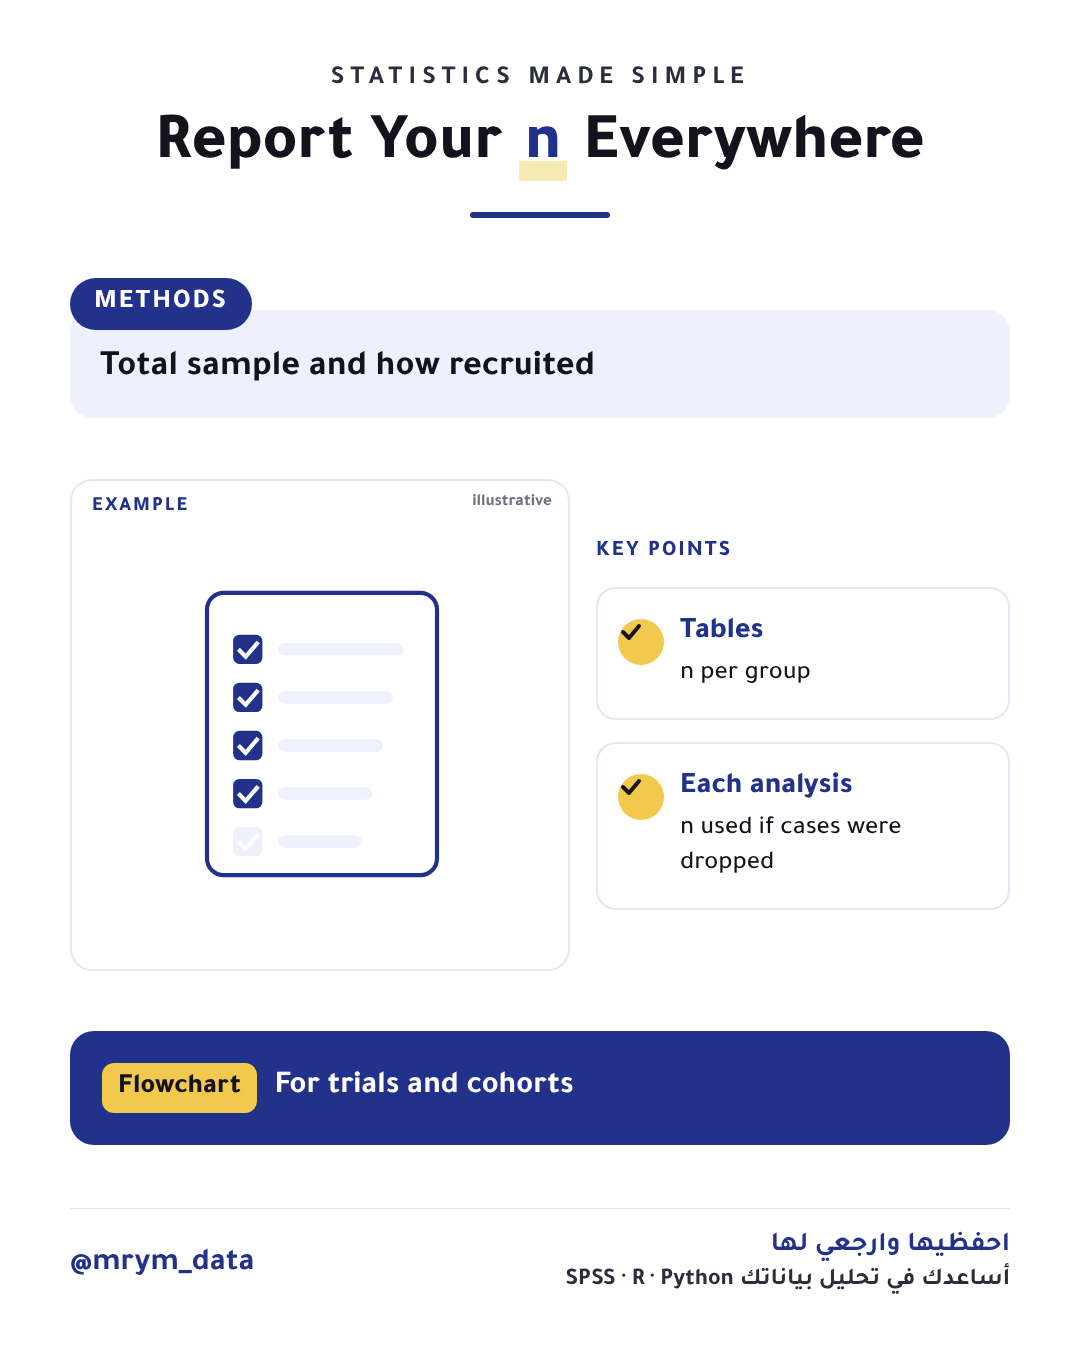 STATISTICS MADE SIMPLE
Report Your n Everywhere
METHODS
Total sample and how recruited
EXAMPLE
illustrative
KEY POINTS
Tables
n per group
Each analysis
n used if cases were
dropped
Flowchart For trials and cohorts
@mrym_data
احفظيها وارجعي لها
أساعدك في تحليل بياناتك SPSS · R · Python